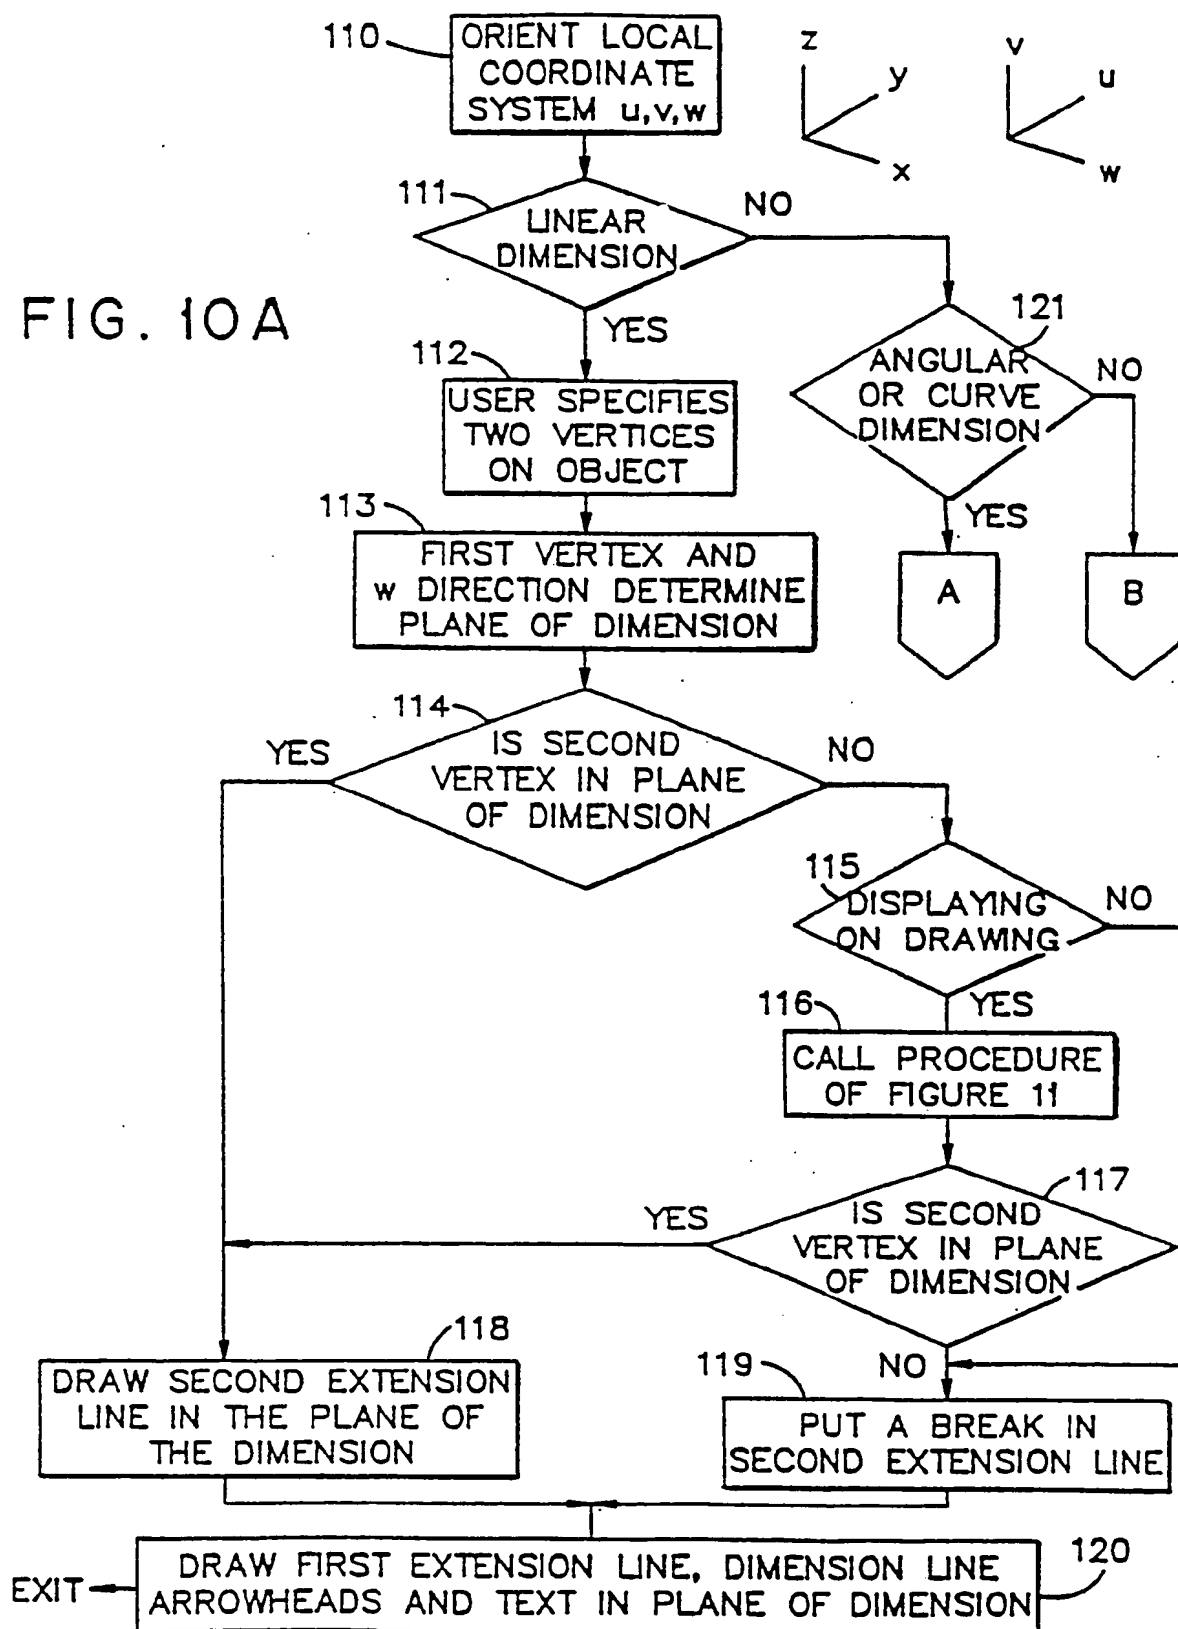 110
ORIENT LOCAL
COORDINATE
SYSTEM u,v,w
z
y
x
v
u
w
111
LINEAR
DIMENSION
NO
YES
FIG. 10A
121
ANGULAR
OR CURVE
DIMENSION
NO
YES
A
B
112
USER SPECIFIES
TWO VERTICES
ON OBJECT
113
FIRST VERTEX AND
w DIRECTION DETERMINE
PLANE OF DIMENSION
114
YES
IS SECOND
VERTEX IN PLANE
OF DIMENSION
NO
115
DISPLAYING
ON DRAWING
NO
YES
116
CALL PROCEDURE
OF FIGURE 11
117
YES
IS SECOND
VERTEX IN PLANE
OF DIMENSION
NO
118
DRAW SECOND EXTENSION
LINE IN THE PLANE OF
THE DIMENSION
119
PUT A BREAK IN
SECOND EXTENSION LINE
120
DRAW FIRST EXTENSION LINE, DIMENSION LINE
ARROWHEADS AND TEXT IN PLANE OF DIMENSION
EXIT